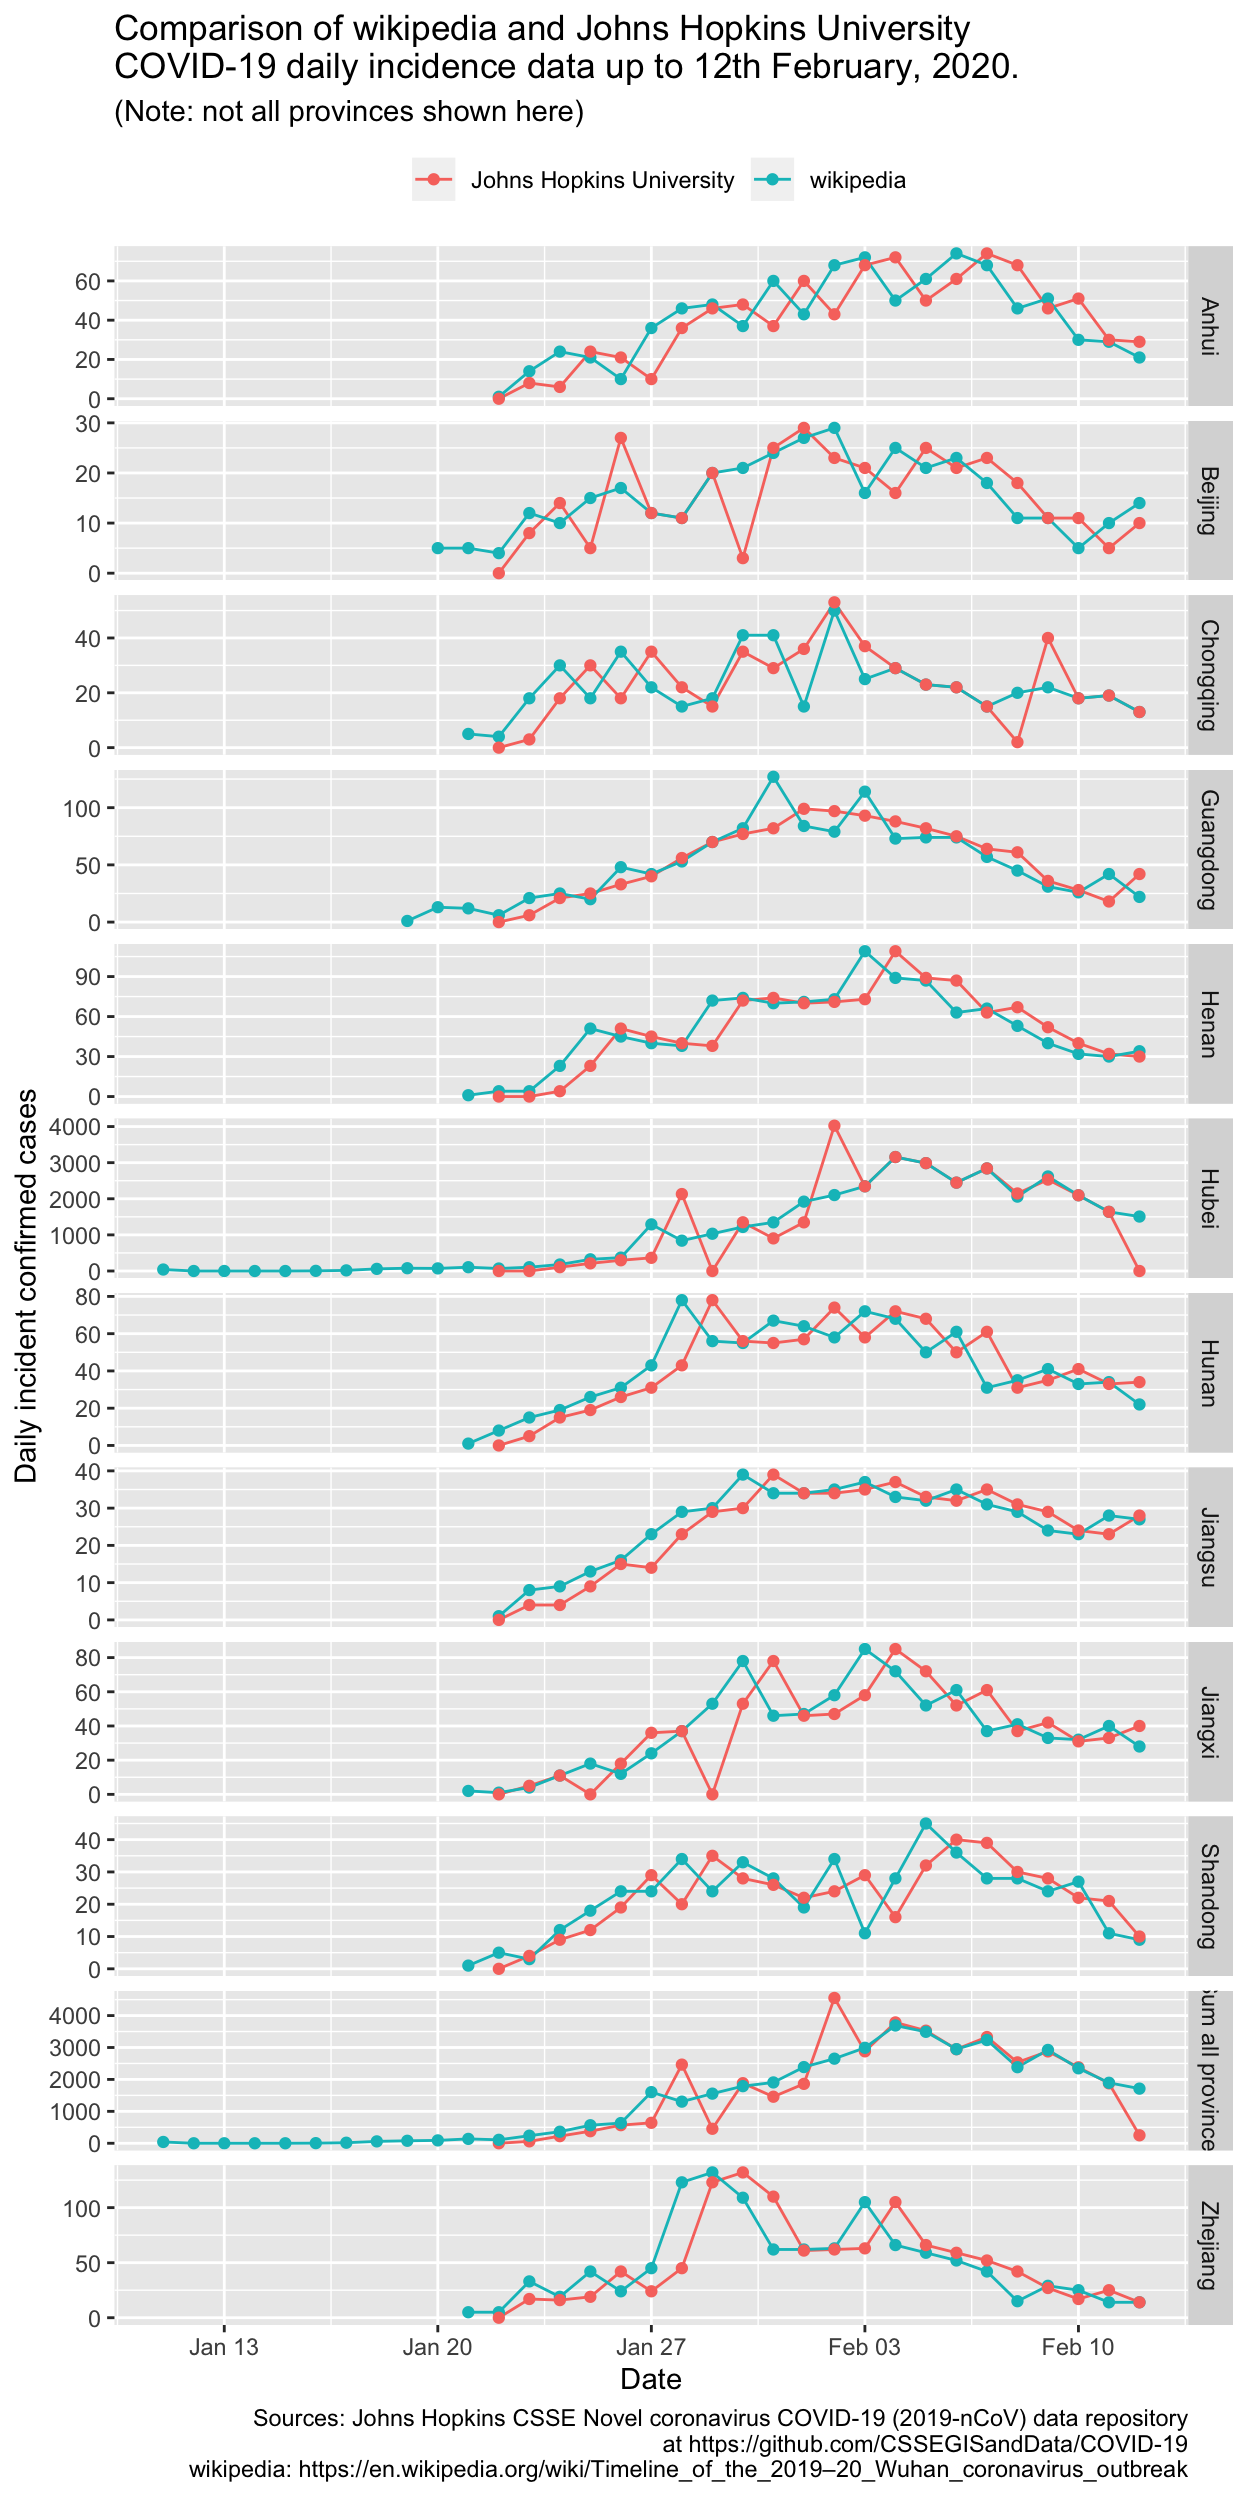 Comparison of wikipedia and Johns Hopkins University
COVID-19 daily incidence data up to 12th February, 2020.
(Note: not all provinces shown here)
Johns Hopkins University
wikipedia
Daily incident confirmed cases
60
40
20
0
Anhui
30
20
10
0
Beijing
40
20
0
Chongqing
100
50
0
Guangdong
90
60
30
0
Henan
4000
3000
2000
1000
0
Hubei
80
60
40
20
0
Hunan
40
30
20
10
0
Jiangsu
80
60
40
20
0
Jiangxi
40
30
20
10
0
Shandong
4000
3000
2000
1000
0
all province
100
50
0
Zhejiang
Jan 13
Jan 20
Jan 27
Feb 03
Feb 10
Date
Sources: Johns Hopkins CSSE Novel coronavirus COVID-19 (2019-nCoV) data repository
at https://github.com/CSSEGISandData/COVID-19
wikipedia: https://en.wikipedia.org/wiki/Timeline_of_the_2019–20_Wuhan_coronavirus_outbreak